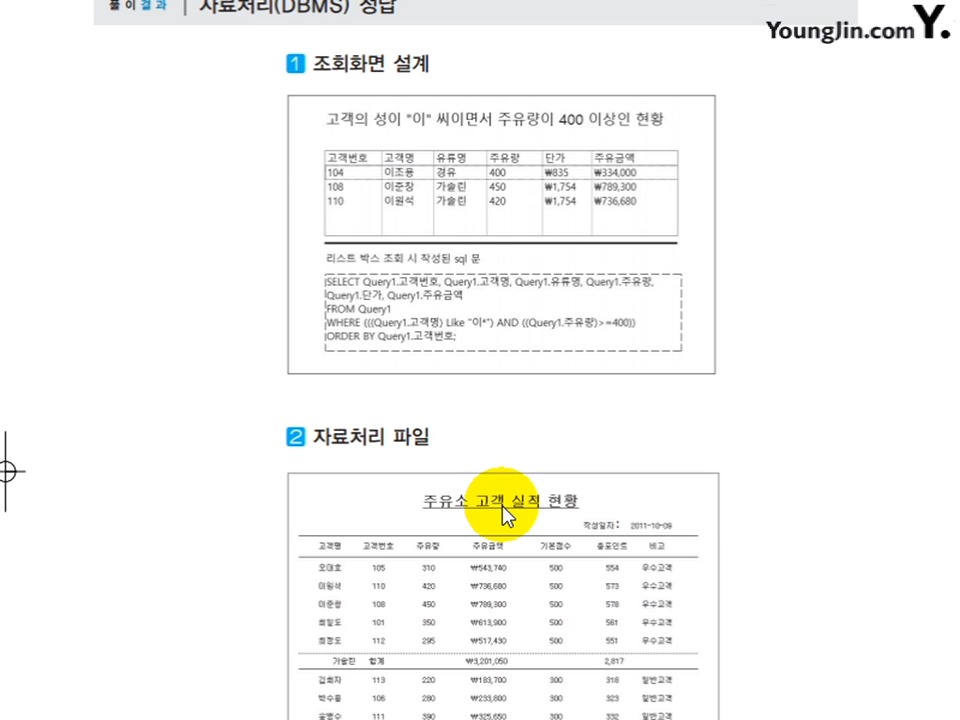 풀이결과 | 자료처리(DBMS) 정답
YoungJin.com Y.
1 조회화면 설계
고객의 성이 "이" 씨이면서 주유량이 400 이상인 현황
고객번호 고객명 유류명 주유량 단가 주유금액
104 이조용 경유 400 ₩835 ₩334,000
108 이준창 가솔린 450 ₩1,754 ₩789,300
110 이원석 가솔린 420 ₩1,754 ₩736,680
리스트 박스 조회 시 작성된 sql 문
SELECT Query1.고객번호, Query1.고객명, Query1.유류명, Query1.주유량,
Query1.단가, Query1.주유금액
FROM Query1
WHERE (((Query1.고객명) Like "이*") AND ((Query1.주유량)>=400))
ORDER BY Query1.고객번호;
2 자료처리 파일
주유소 고객 실적 현황
작성일자 : 2011-10-09
고객명 고객번호 주유량 주유금액 기본점수 총포인트 비고
오대호 105 310 ₩543,740 500 554 우수고객
이원석 110 420 ₩736,680 500 573 우수고객
이준창 108 450 ₩789,300 500 578 우수고객
최일도 101 350 ₩613,900 500 561 우수고객
최정도 112 295 ₩517,430 500 551 우수고객
가솔린 합계 ₩3,201,050 2,817
김희자 113 220 ₩183,700 300 318 일반고객
박수홍 106 280 ₩233,800 300 323 일반고객
111 390 ₩325,650 300 332 일반고객